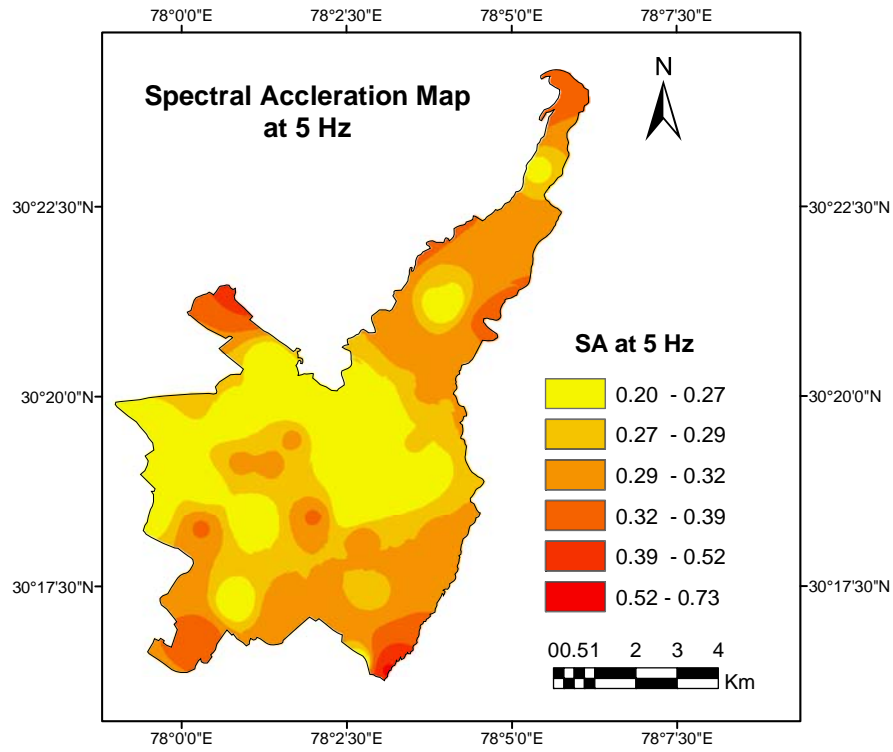 78°0'0"E 78°2'30"E 78°5'0"E 78°7'30"E
Spectral Accleration Map
at 5 Hz
N
30°22'30"N 30°22'30"N
30°20'0"N 30°20'0"N
30°17'30"N 30°17'30"N
SA at 5 Hz
0.20 - 0.27
0.27 - 0.29
0.29 - 0.32
0.32 - 0.39
0.39 - 0.52
0.52 - 0.73
00.51 2 3 4
Km
78°0'0"E 78°2'30"E 78°5'0"E 78°7'30"E